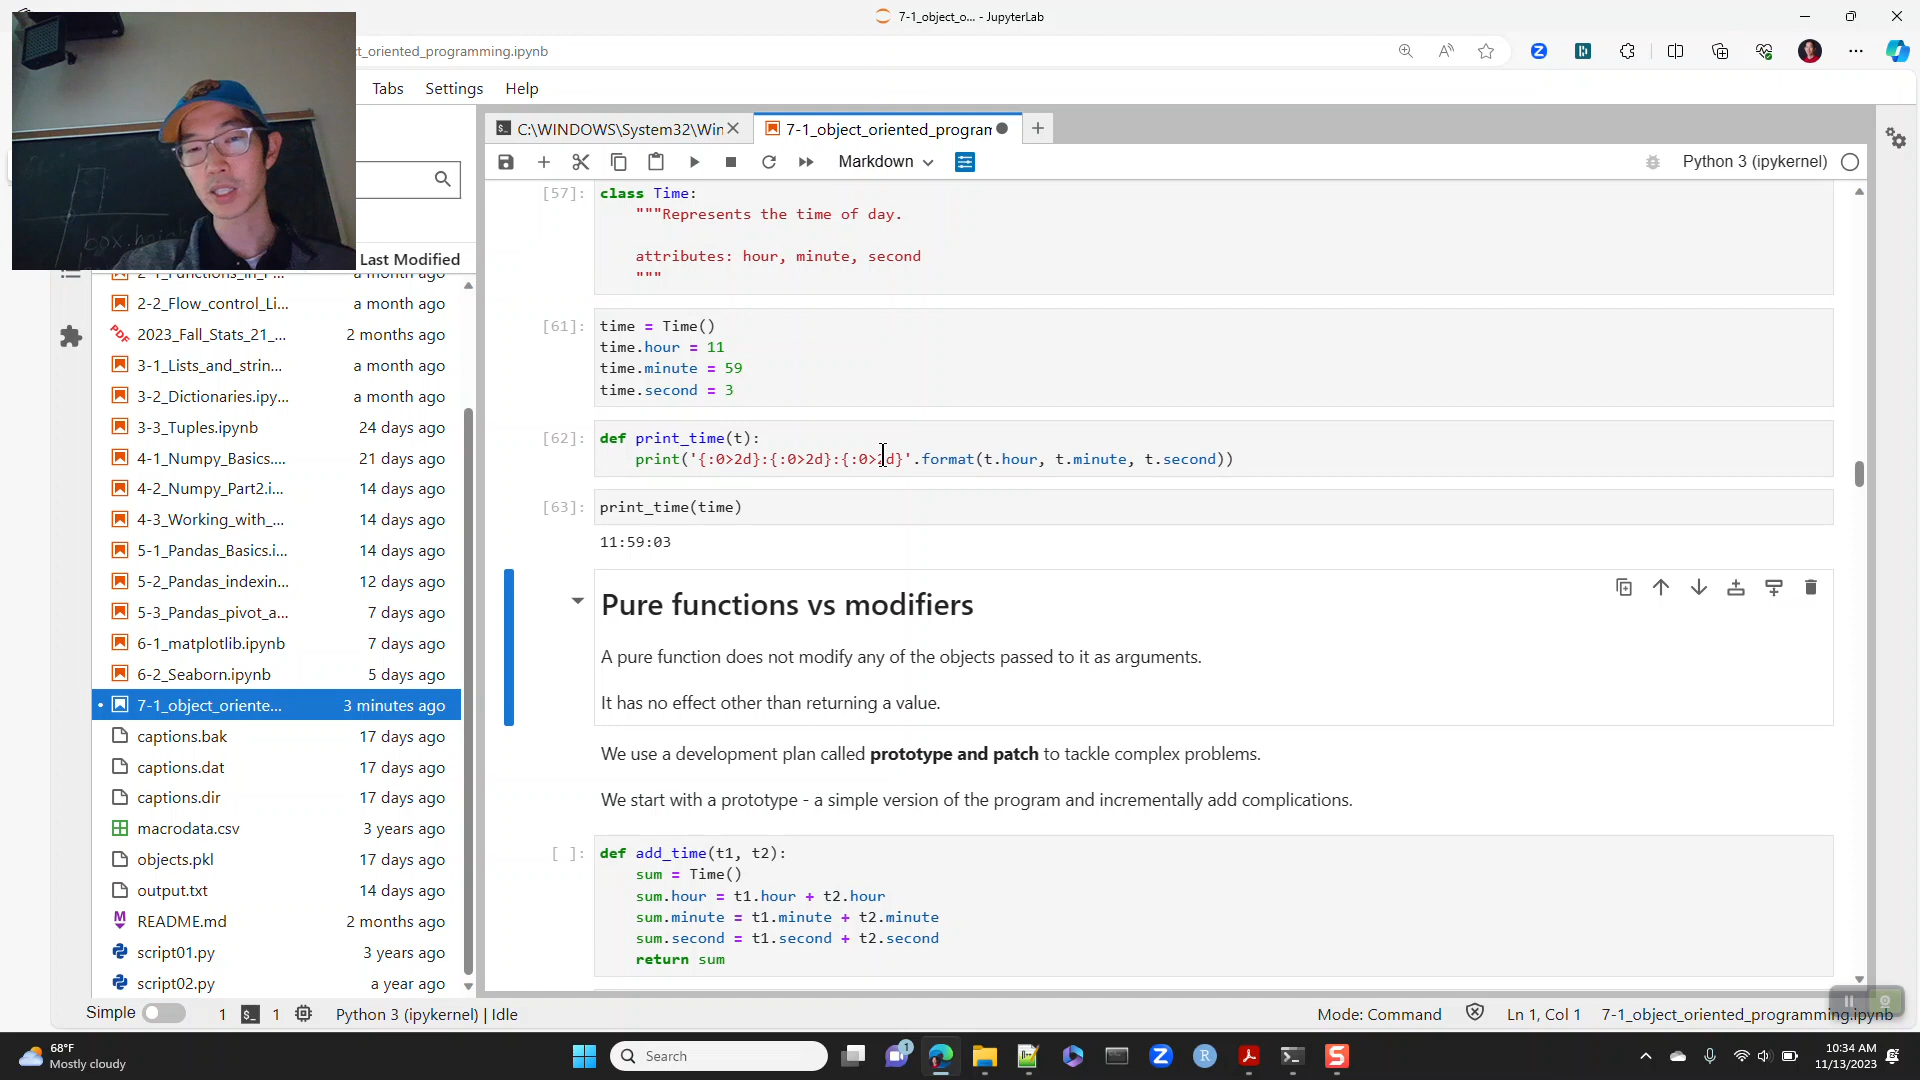 7-1_object_o... - JupyterLab
t_oriented_programming.ipynb
Tabs Settings Help
C:\WINDOWS\System32\Win
7-1_object_oriented_program
Markdown
Python 3 (ipykernel)
box.heigh
Last Modified
a month ago
2-2_Flow_control_Li... a month ago
2023_Fall_Stats_21_... 2 months ago
3-1_Lists_and_strin... a month ago
3-2_Dictionaries.ipy... a month ago
3-3_Tuples.ipynb 24 days ago
4-1_Numpy_Basics.... 21 days ago
4-2_Numpy_Part2.i... 14 days ago
4-3_Working_with_... 14 days ago
5-1_Pandas_Basics.i... 14 days ago
5-2_Pandas_indexin... 12 days ago
5-3_Pandas_pivot_a... 7 days ago
6-1_matplotlib.ipynb 7 days ago
6-2_Seaborn.ipynb 5 days ago
7-1_object_oriente... 3 minutes ago
captions.bak 17 days ago
captions.dat 17 days ago
captions.dir 17 days ago
macrodata.csv 3 years ago
objects.pkl 17 days ago
output.txt 14 days ago
README.md 2 months ago
script01.py 3 years ago
script02.py a year ago
[57]: class Time:
"""Represents the time of day.
attributes: hour, minute, second
"""
[61]: time = Time()
time.hour = 11
time.minute = 59
time.second = 3
[62]: def print_time(t):
print('{:0>2d}:{:0>2d}:{:0>2d}'.format(t.hour, t.minute, t.second))
[63]: print_time(time)
11:59:03
Pure functions vs modifiers
A pure function does not modify any of the objects passed to it as arguments.
It has no effect other than returning a value.
We use a development plan called prototype and patch to tackle complex problems.
We start with a prototype - a simple version of the program and incrementally add complications.
[ ]: def add_time(t1, t2):
sum = Time()
sum.hour = t1.hour + t2.hour
sum.minute = t1.minute + t2.minute
sum.second = t1.second + t2.second
return sum
Simple 1 1 Python 3 (ipykernel) | Idle Mode: Command Ln 1, Col 1 7-1_object_oriented_programming.ipynb
68°F
Mostly cloudy
Search
1
10:34 AM
11/13/2023